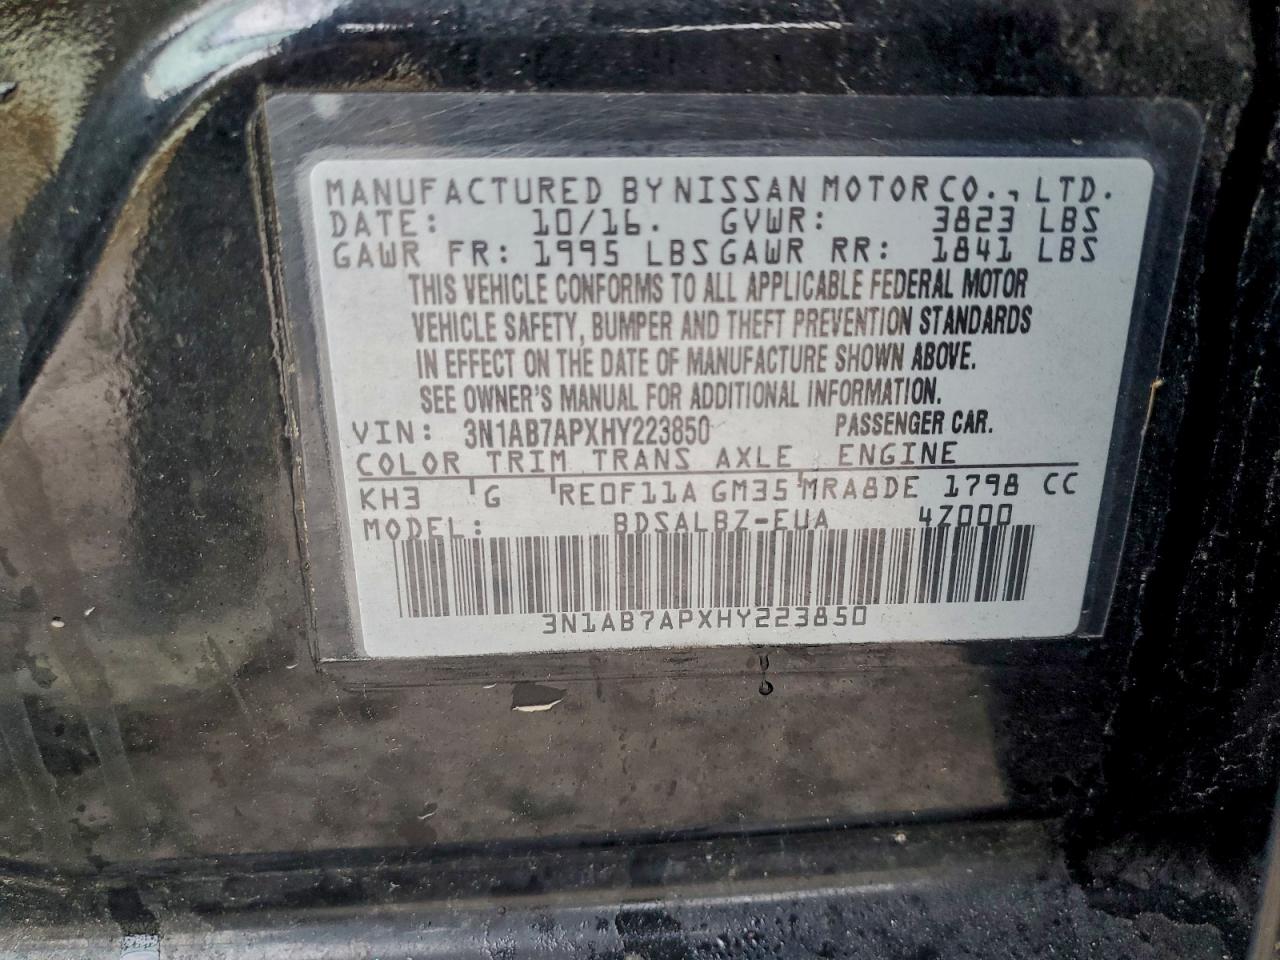 MANUFACTURED BY NISSAN MOTOR CO., LTD.
DATE: 10/16. GVWR: 3823 LBS
GAWR FR: 1995 LBS GAWR RR: 1841 LBS
THIS VEHICLE CONFORMS TO ALL APPLICABLE FEDERAL MOTOR
VEHICLE SAFETY, BUMPER AND THEFT PREVENTION STANDARDS
IN EFFECT ON THE DATE OF MANUFACTURE SHOWN ABOVE.
SEE OWNER'S MANUAL FOR ADDITIONAL INFORMATION.
VIN: 3N1AB7APXHY223850 PASSENGER CAR.
COLOR TRIM TRANS AXLE ENGINE
KH3 G RE0F11A GM35 MRA8DE 1798 CC
MODEL: BDSALBZ-EUA 4Z000
3N1AB7APXHY223850